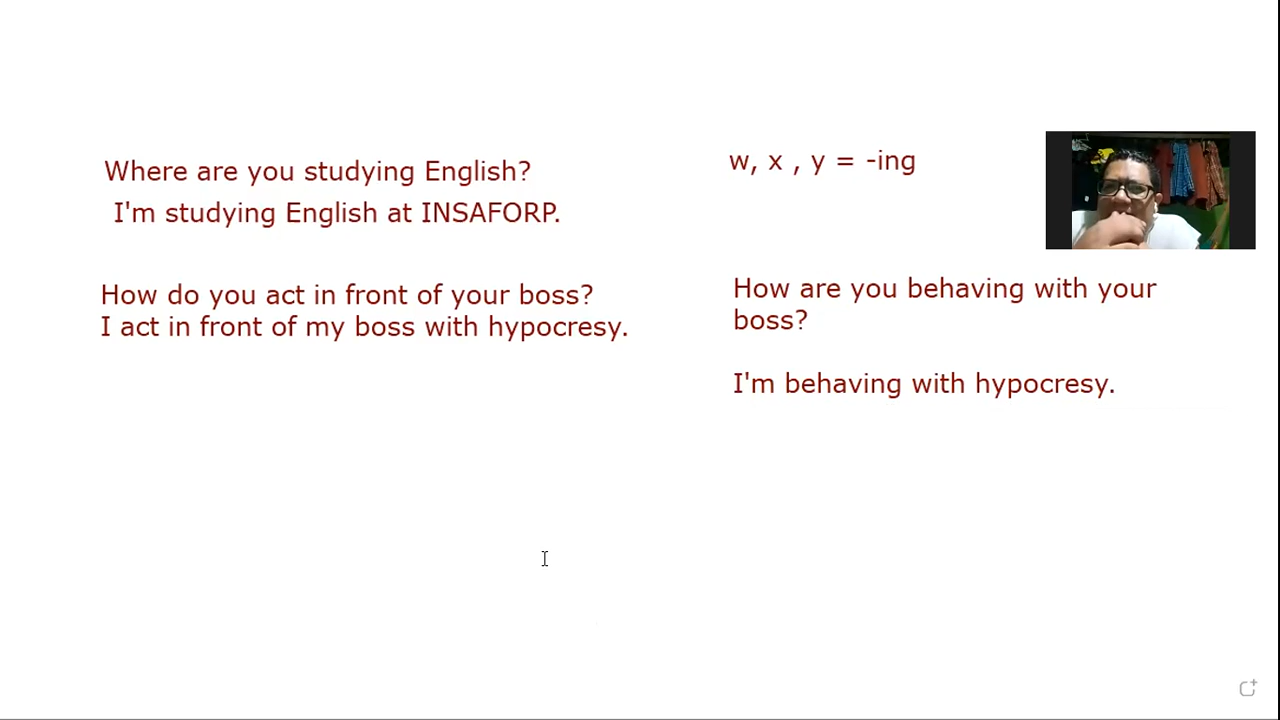 Where are you studying English?
I'm studying English at INSAFORP.
How do you act in front of your boss?
I act in front of my boss with hypocresy.
w, x , y = -ing
How are you behaving with your
boss?
I'm behaving with hypocresy.